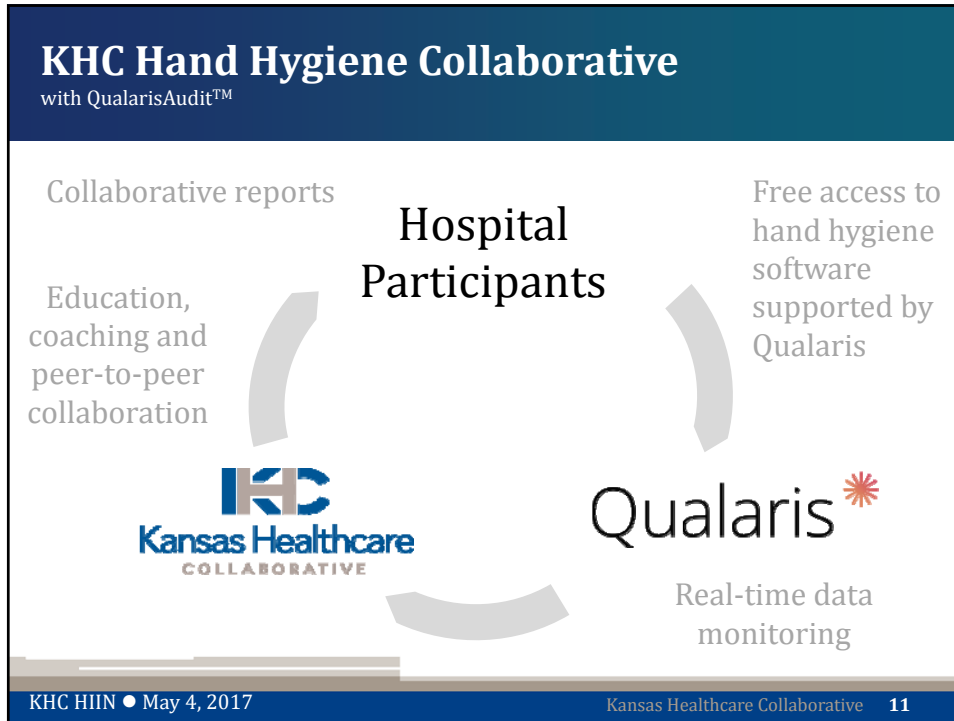 KHC Hand Hygiene Collaborative
with QualarisAudit™
Collaborative reports
Hospital
Participants
Free access to
hand hygiene
software
supported by
Qualaris
Education,
coaching and
peer-to-peer
collaboration
KHC
Kansas Healthcare
COLLABORATIVE
Qualaris
Real-time data
monitoring
KHC HIIN ● May 4, 2017
Kansas Healthcare Collaborative 11